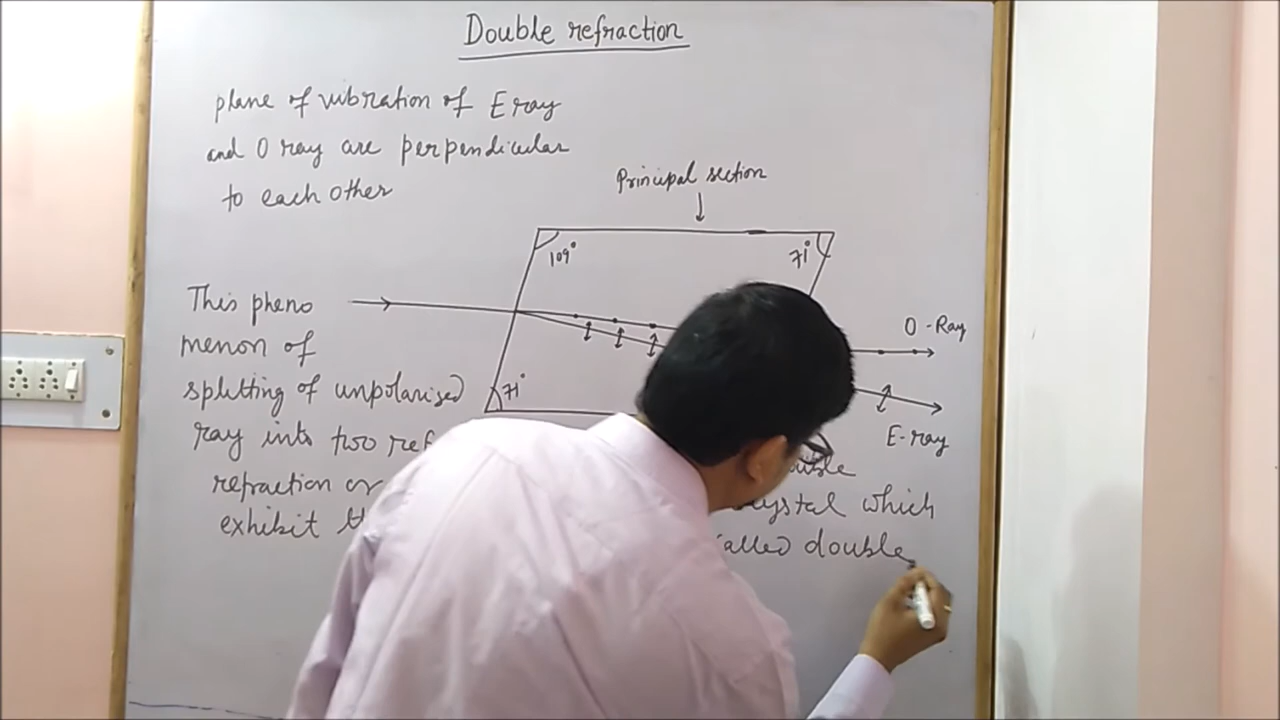 Double refraction
plane of vibration of E ray
and O ray are perpendicular
to each other
Principal section
109°
71°
This pheno
menon of
splitting of unpolarised
ray into two
refraction or
exhibit
71°
O - Ray
E - ray
crystal which
called double